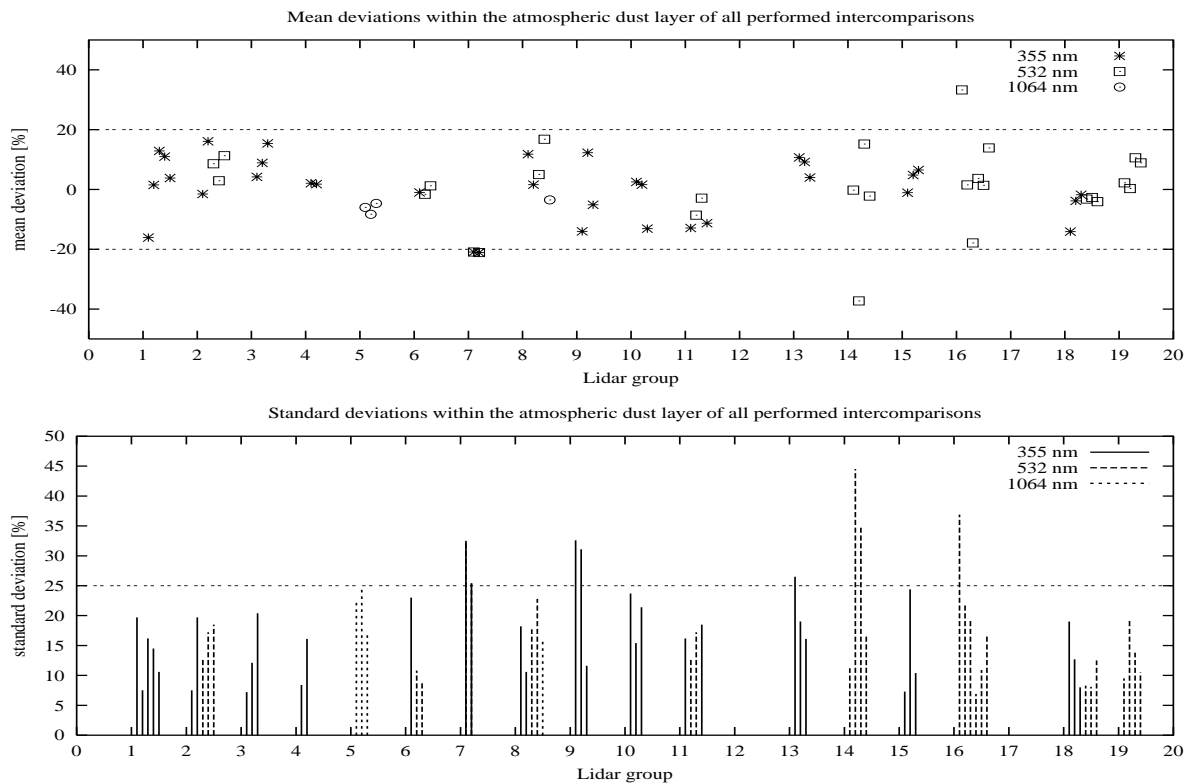 Mean deviations within the atmospheric dust layer of all performed intercomparisons
355 nm
532 nm
1064 nm
mean deviation [%]
40
20
0
-20
-40
0 1 2 3 4 5 6 7 8 9 10 11 12 13 14 15 16 17 18 19 20
Lidar group
Standard deviations within the atmospheric dust layer of all performed intercomparisons
355 nm
532 nm
1064 nm
standard deviation [%]
50
45
40
35
30
25
20
15
10
5
0
0 1 2 3 4 5 6 7 8 9 10 11 12 13 14 15 16 17 18 19 20
Lidar group